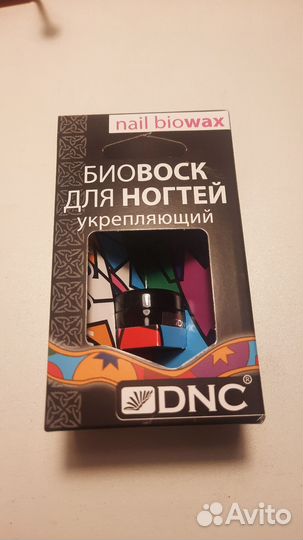 nail biowax
БИОВОСК
ДЛЯ НОГТЕЙ
укрепляющий
DNC®
Avito